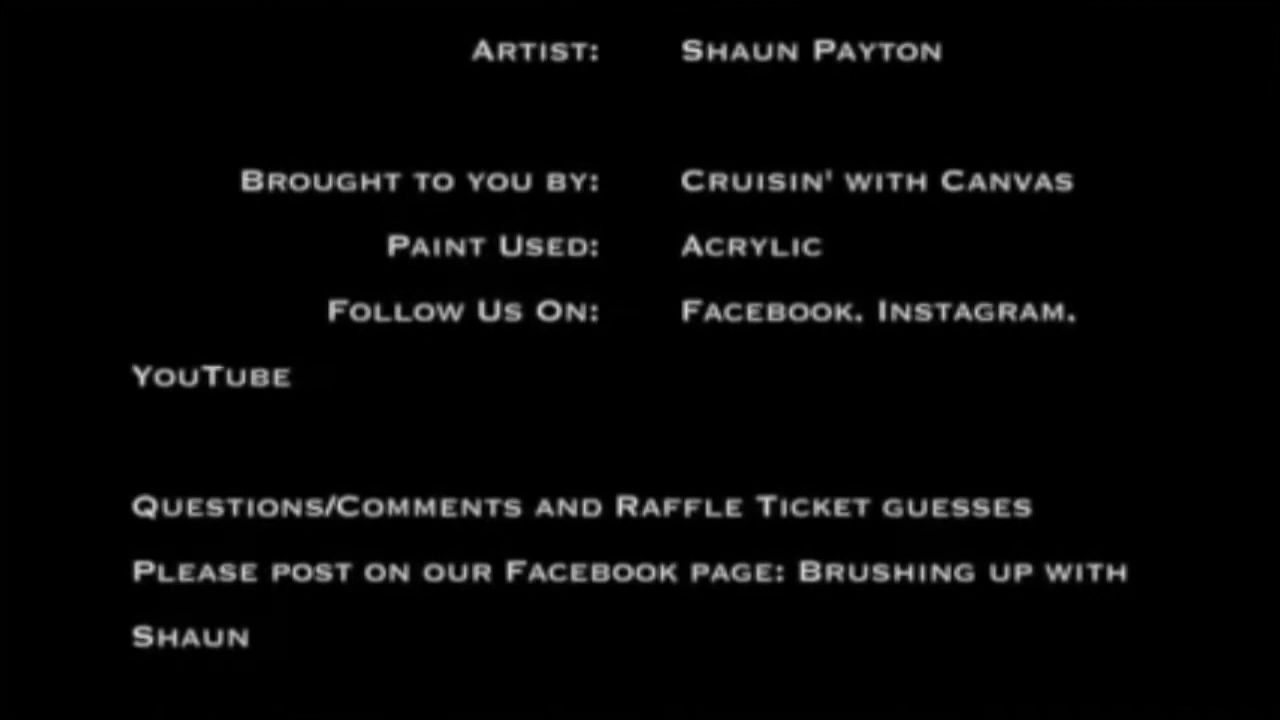 Artist: Shaun Payton
Brought to you by: Cruisin' with Canvas
Paint Used: Acrylic
Follow Us On: Facebook, Instagram,
YouTube
Questions/Comments and Raffle Ticket guesses
Please post on our Facebook page: Brushing up with
Shaun